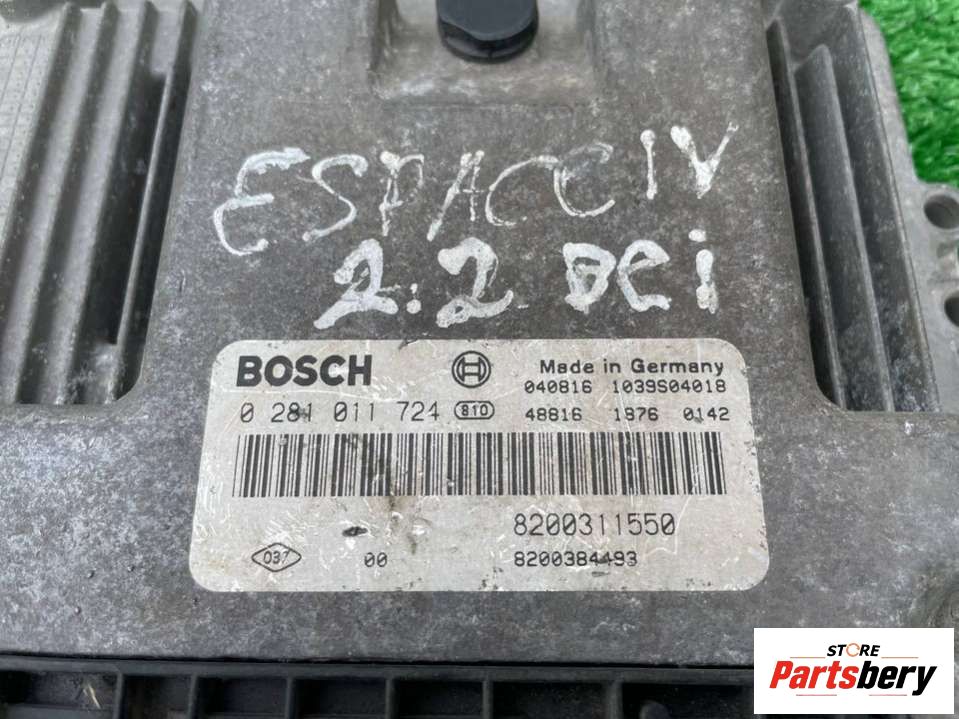 ESPACE IV
2.2 DCi
BOSCH
Made in Germany
040816 1039S04018
0 281 011 724 810
48816 1876 0142
8200311550
037 00 8200384493
STORE
Partsbery